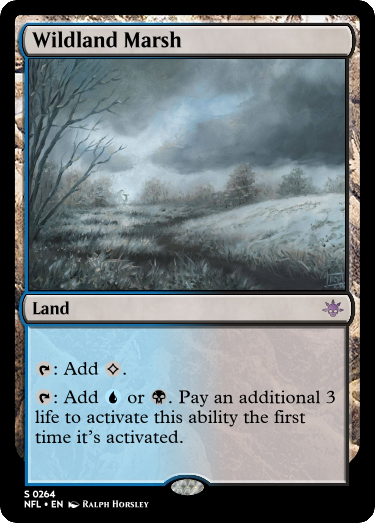 Wildland Marsh
Land
: Add .
: Add or . Pay an additional 3
life to activate this ability the first
time it's activated.
S 0264
NFL • EN Ralph Horsley